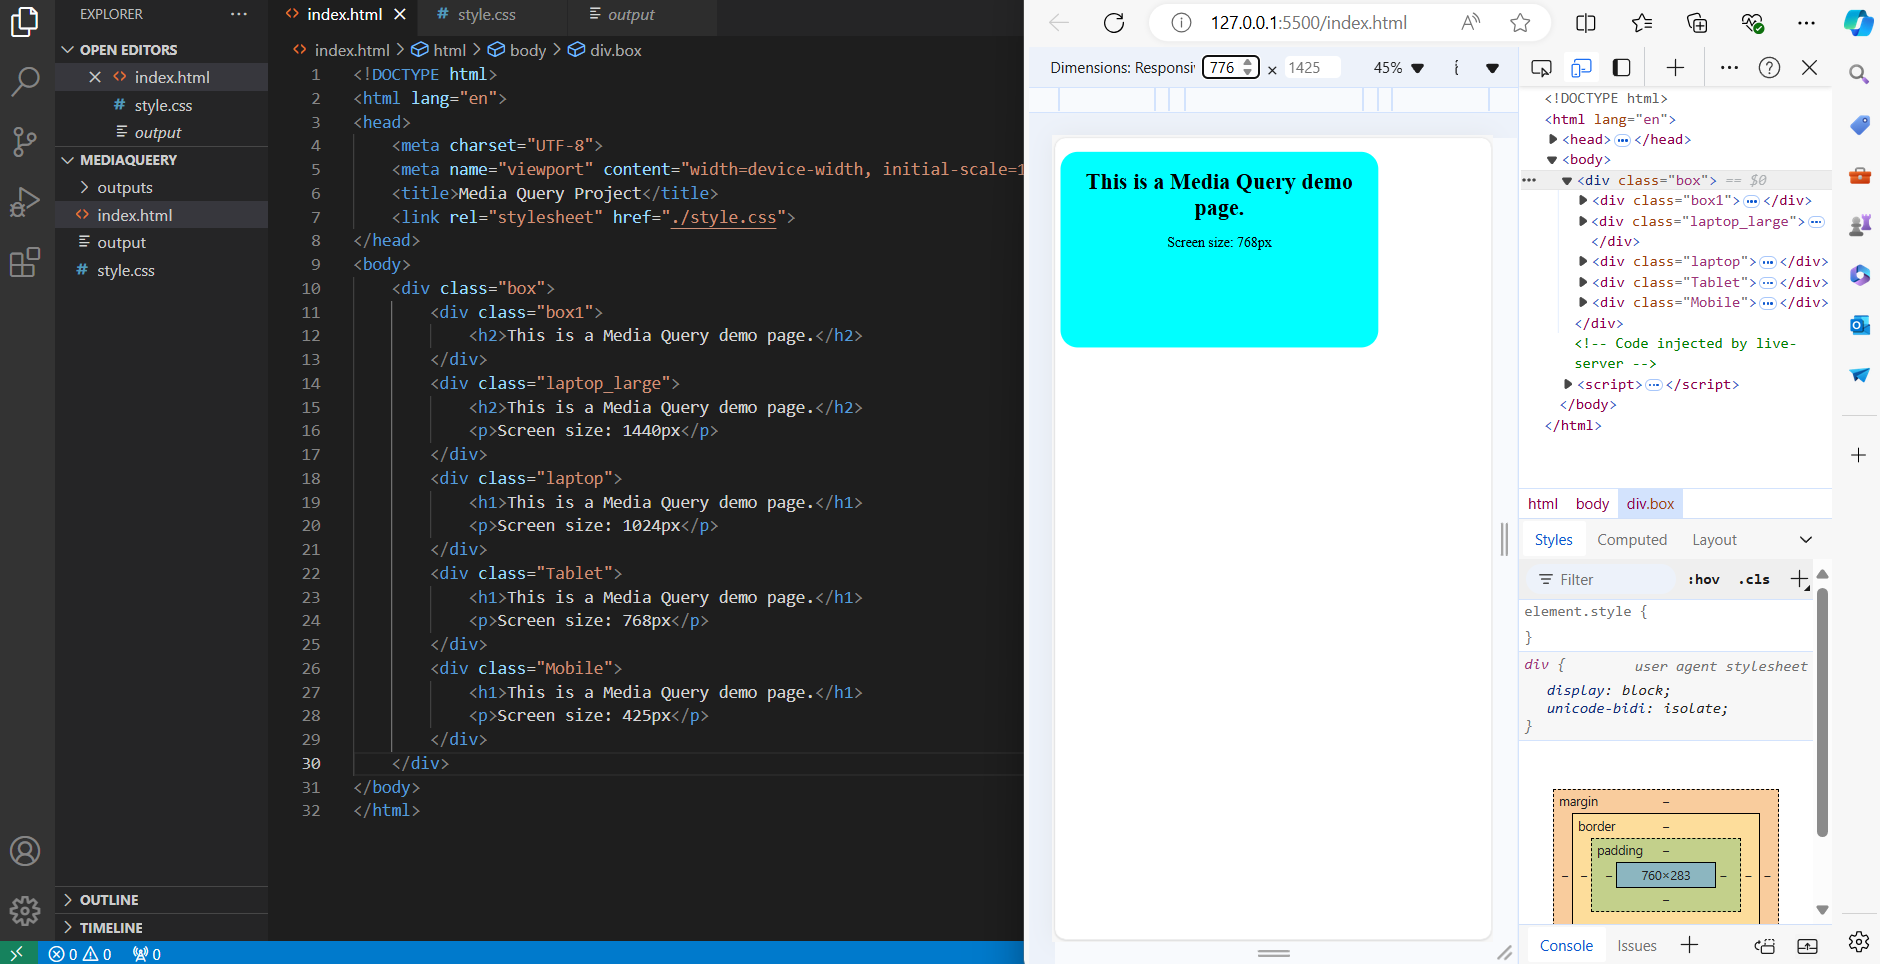 EXPLORER
OPEN EDITORS
index.html
style.css
output
MEDIAQUEERY
outputs
index.html
output
style.css
OUTLINE
TIMELINE
0 0 0
index.html style.css output
index.html > html > body > div.box
1 <!DOCTYPE html>
2 <html lang="en">
3 <head>
4 <meta charset="UTF-8">
5 <meta name="viewport" content="width=device-width, initial-scale=1
6 <title>Media Query Project</title>
7 <link rel="stylesheet" href="./style.css">
8 </head>
9 <body>
10 <div class="box">
11 <div class="box1">
12 <h2>This is a Media Query demo page.</h2>
13 </div>
14 <div class="laptop_large">
15 <h2>This is a Media Query demo page.</h2>
16 <p>Screen size: 1440px</p>
17 </div>
18 <div class="laptop">
19 <h1>This is a Media Query demo page.</h1>
20 <p>Screen size: 1024px</p>
21 </div>
22 <div class="Tablet">
23 <h1>This is a Media Query demo page.</h1>
24 <p>Screen size: 768px</p>
25 </div>
26 <div class="Mobile">
27 <h1>This is a Media Query demo page.</h1>
28 <p>Screen size: 425px</p>
29 </div>
30 </div>
31 </body>
32 </html>
127.0.0.1:5500/index.html
Dimensions: Responsi 776 × 1425 45%
This is a Media Query demo
page.
Screen size: 768px
<!DOCTYPE html>
<html lang="en">
<head> ··· </head>
<body>
··· <div class="box"> == $0
<div class="box1"> ··· </div>
<div class="laptop_large"> ···
</div>
<div class="laptop"> ··· </div>
<div class="Tablet"> ··· </div>
<div class="Mobile"> ··· </div>
</div>
<!-- Code injected by live-
server -->
<script> ··· </script>
</body>
</html>
html body div.box
Styles Computed Layout
Filter :hov .cls
element.style {
}
div { user agent stylesheet
display: block;
unicode-bidi: isolate;
}
margin –
border –
padding –
– – – 760×283 – – –
–
Console Issues